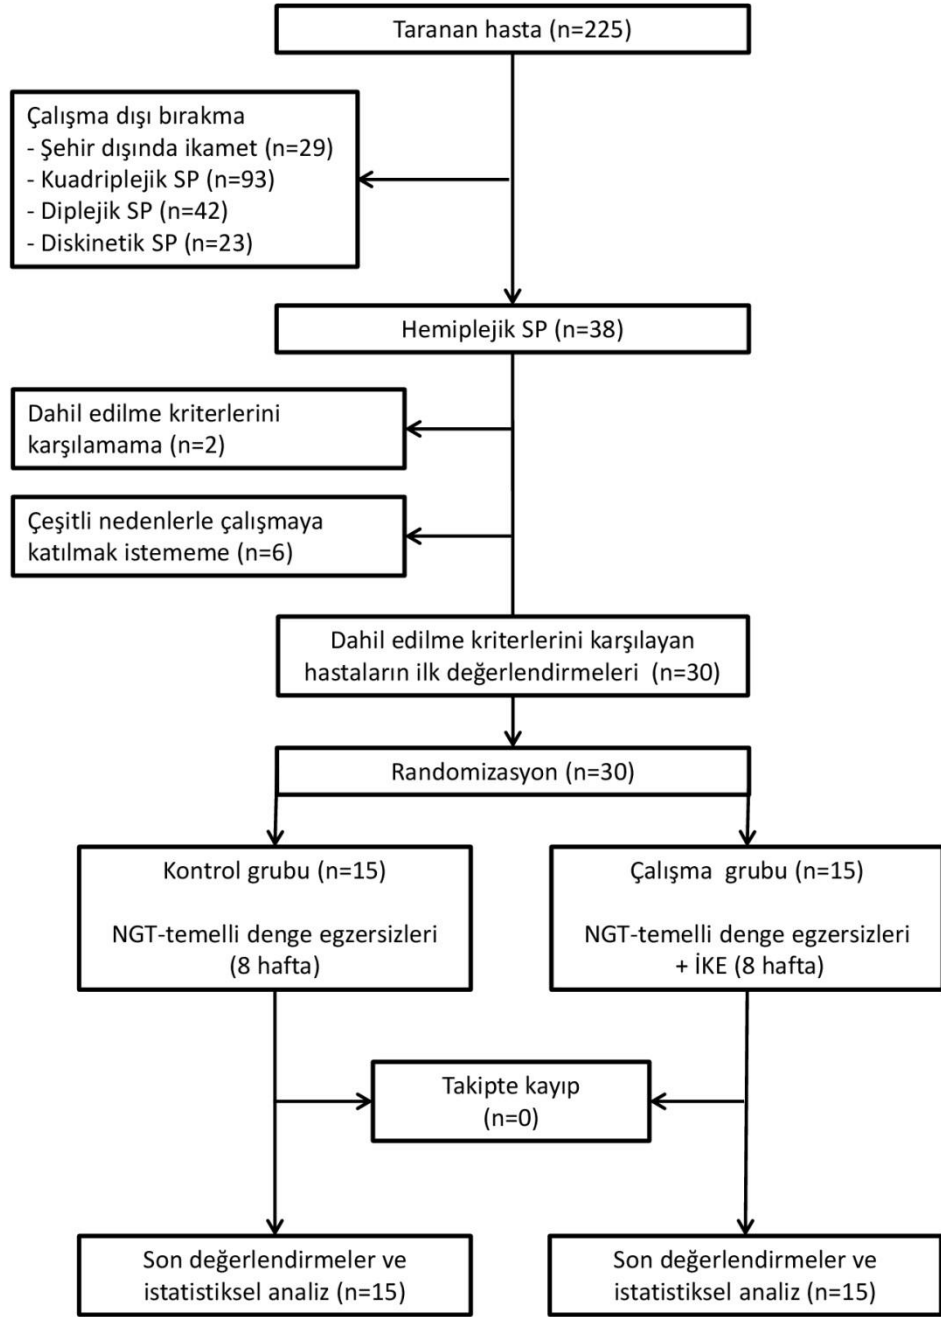 Taranan hasta (n=225)
Çalışma dışı bırakma
- Şehir dışında ikamet (n=29)
- Kuadriplejik SP (n=93)
- Diplejik SP (n=42)
- Diskinetik SP (n=23)
Hemiplejik SP (n=38)
Dahil edilme kriterlerini
karşılamama (n=2)
Çeşitli nedenlerle çalışmaya
katılmak istememe (n=6)
Dahil edilme kriterlerini karşılayan
hastaların ilk değerlendirmeleri (n=30)
Randomizasyon (n=30)
Kontrol grubu (n=15)
NGT-temelli denge egzersizleri
(8 hafta)
Çalışma grubu (n=15)
NGT-temelli denge egzersizleri
+ İKE (8 hafta)
Takipte kayıp
(n=0)
Son değerlendirmeler ve
istatistiksel analiz (n=15)
Son değerlendirmeler ve
istatistiksel analiz (n=15)